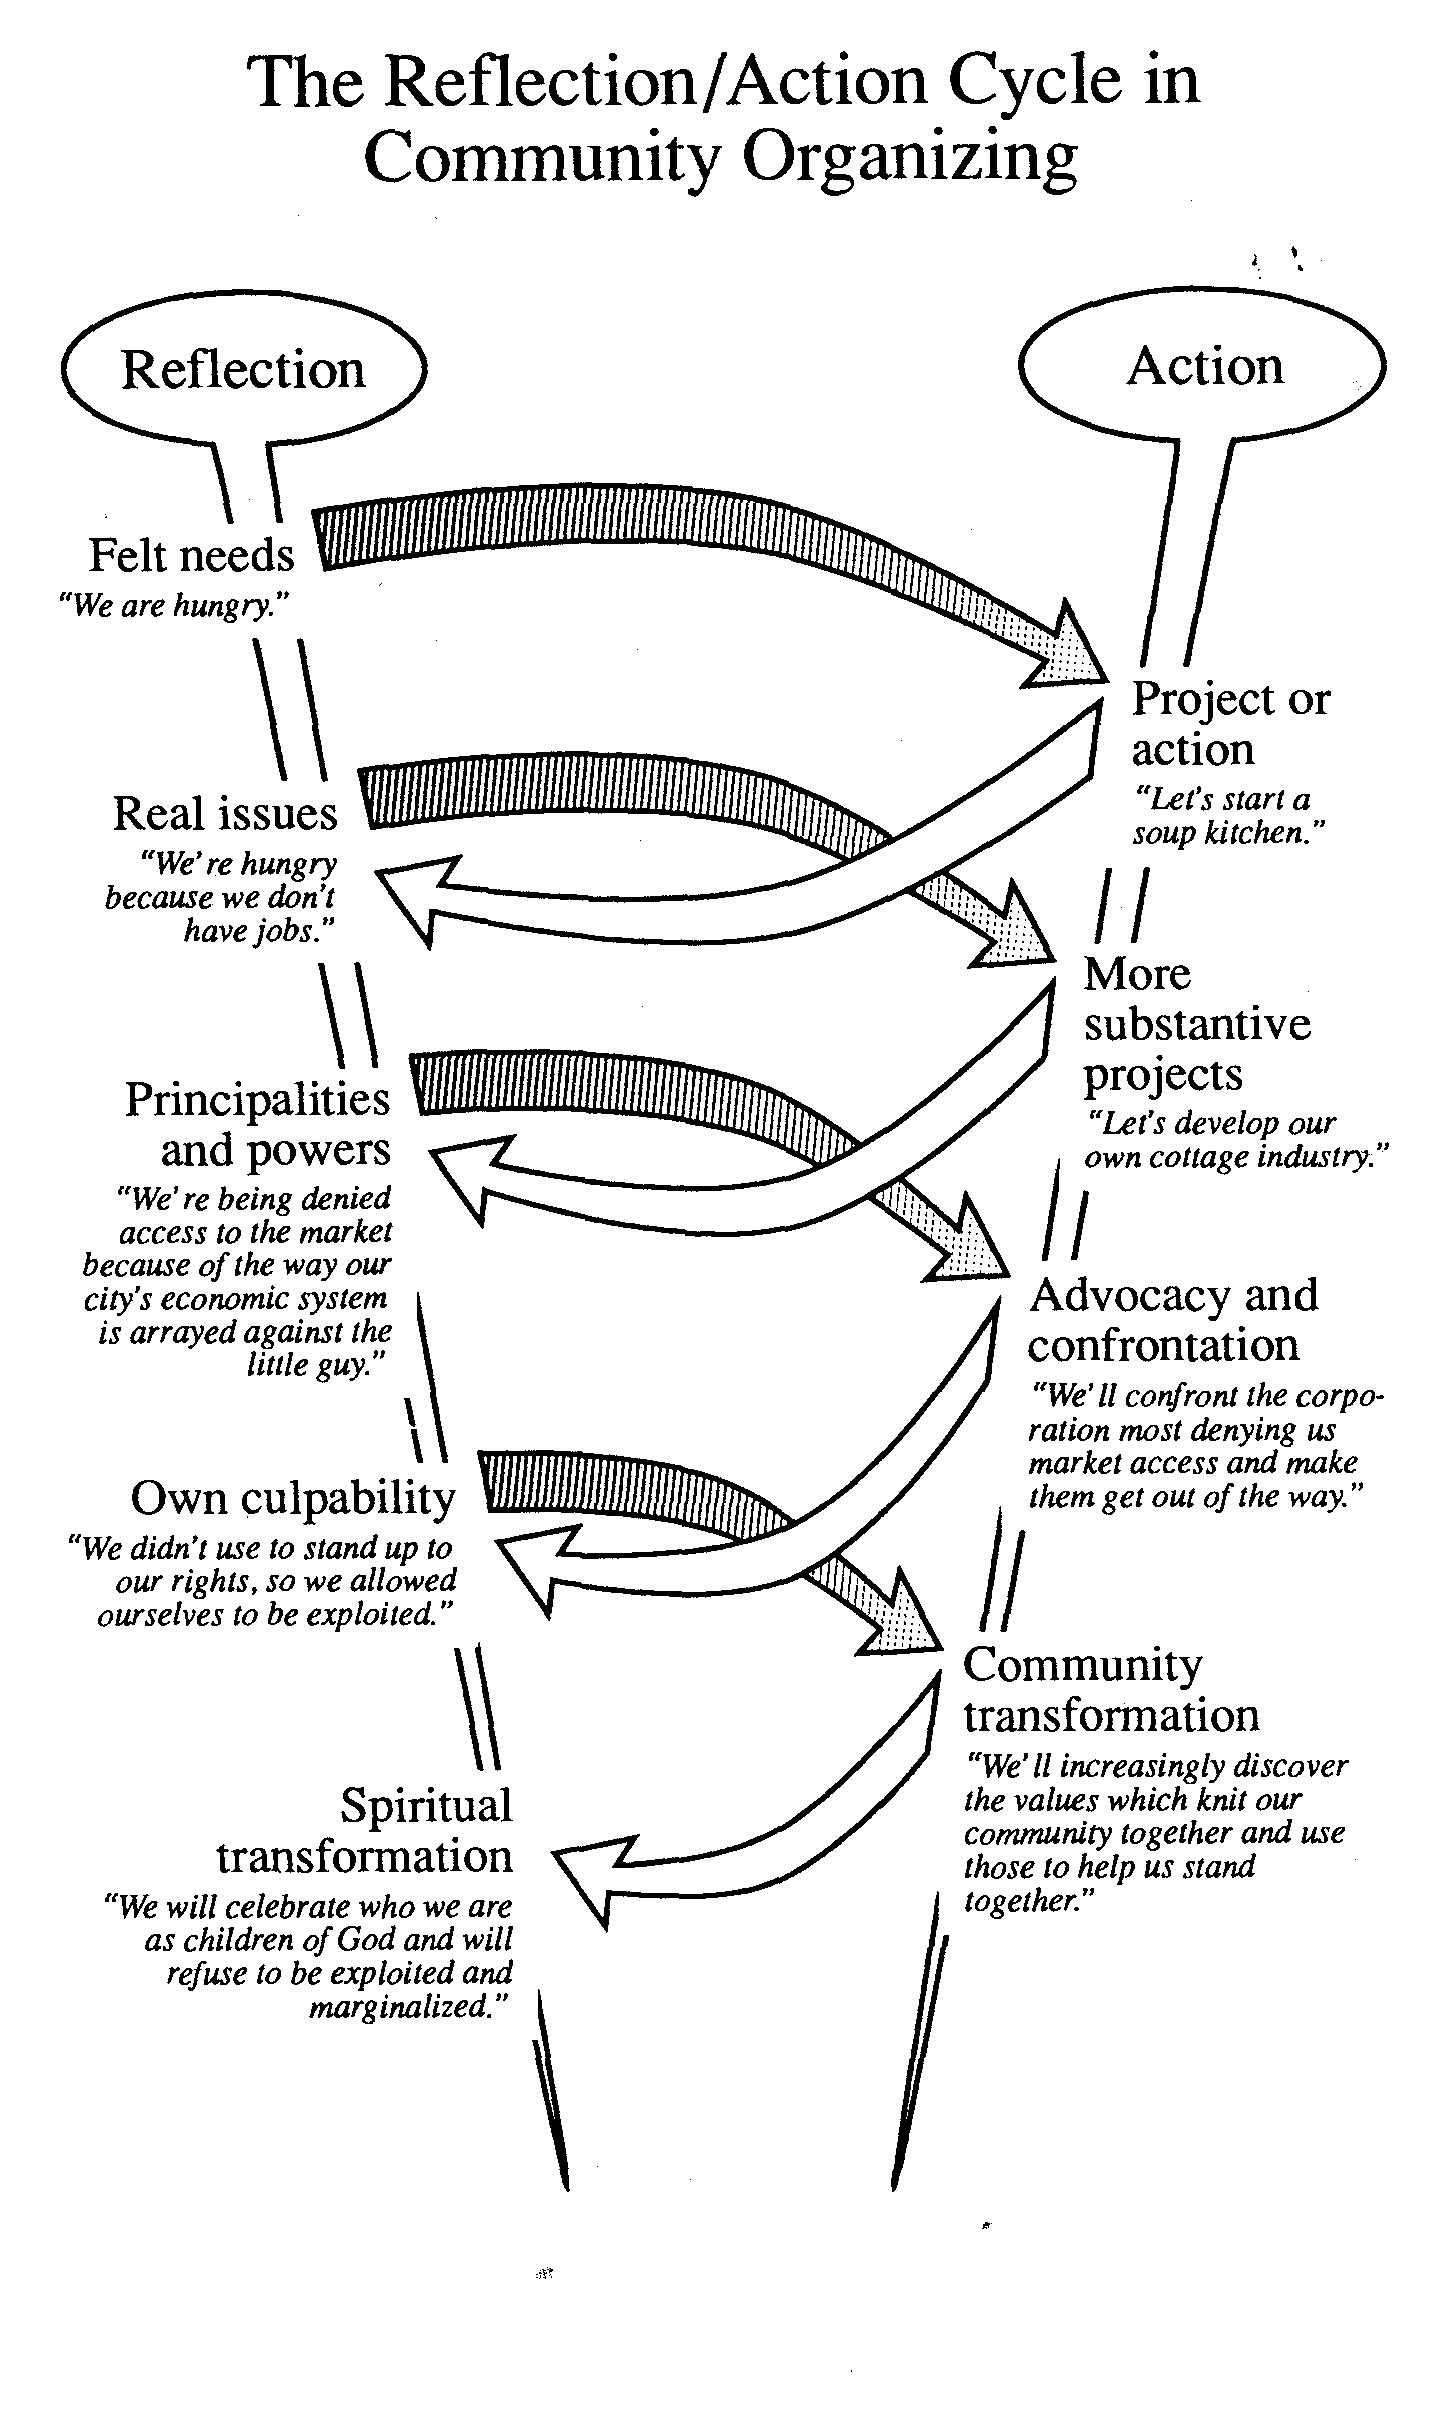 The Reflection/Action Cycle in
Community Organizing
Reflection
Action
Felt needs
“We are hungry.”
Project or
action
“Let's start a
soup kitchen.”
Real issues
“We're hungry
because we don't
have jobs.”
More
substantive
projects
“Let's develop our
own cottage industry.”
Principalities
and powers
“We're being denied
access to the market
because of the way our
city's economic system
is arrayed against the
little guy.”
Advocacy and
confrontation
“We'll confront the corpo-
ration most denying us
market access and make
them get out of the way.”
Own culpability
“We didn't use to stand up to
our rights, so we allowed
ourselves to be exploited.”
Community
transformation
“We'll increasingly discover
the values which knit our
community together and use
those to help us stand
together.”
Spiritual
transformation
“We will celebrate who we are
as children of God and will
refuse to be exploited and
marginalized.”